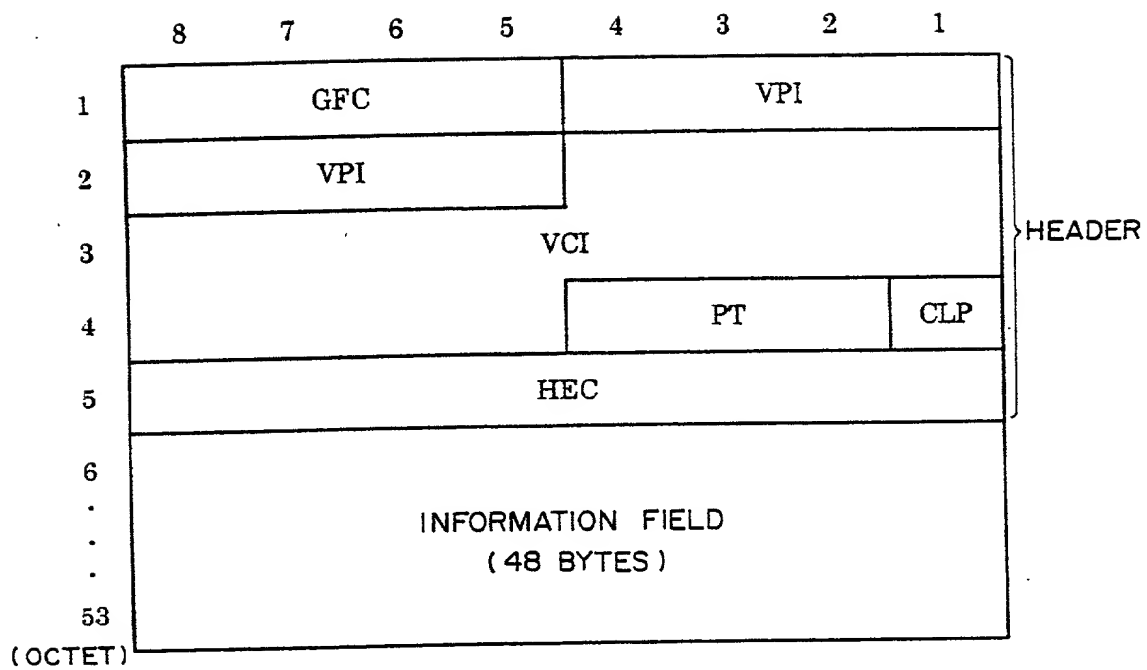 8 7 6 5 4 3 2 1
1 GFC VPI
2 VPI
3 VCI HEADER
4 PT CLP
5 HEC
6
.
.
.
INFORMATION FIELD
(48 BYTES)
53
(OCTET)